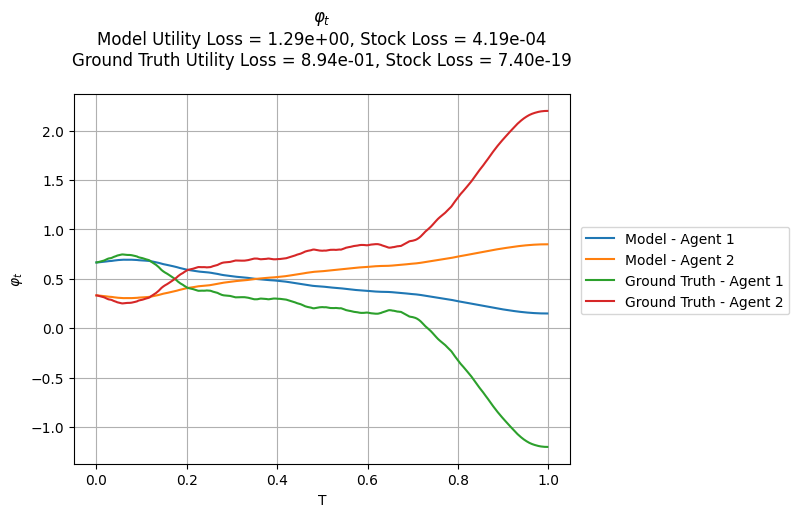 φₜ
Model Utility Loss = 1.29e+00, Stock Loss = 4.19e-04
Ground Truth Utility Loss = 8.94e-01, Stock Loss = 7.40e-19
φₜ
2.0
1.5
1.0
0.5
0.0
−0.5
−1.0
0.0 0.2 0.4 0.6 0.8 1.0
T
Model - Agent 1
Model - Agent 2
Ground Truth - Agent 1
Ground Truth - Agent 2